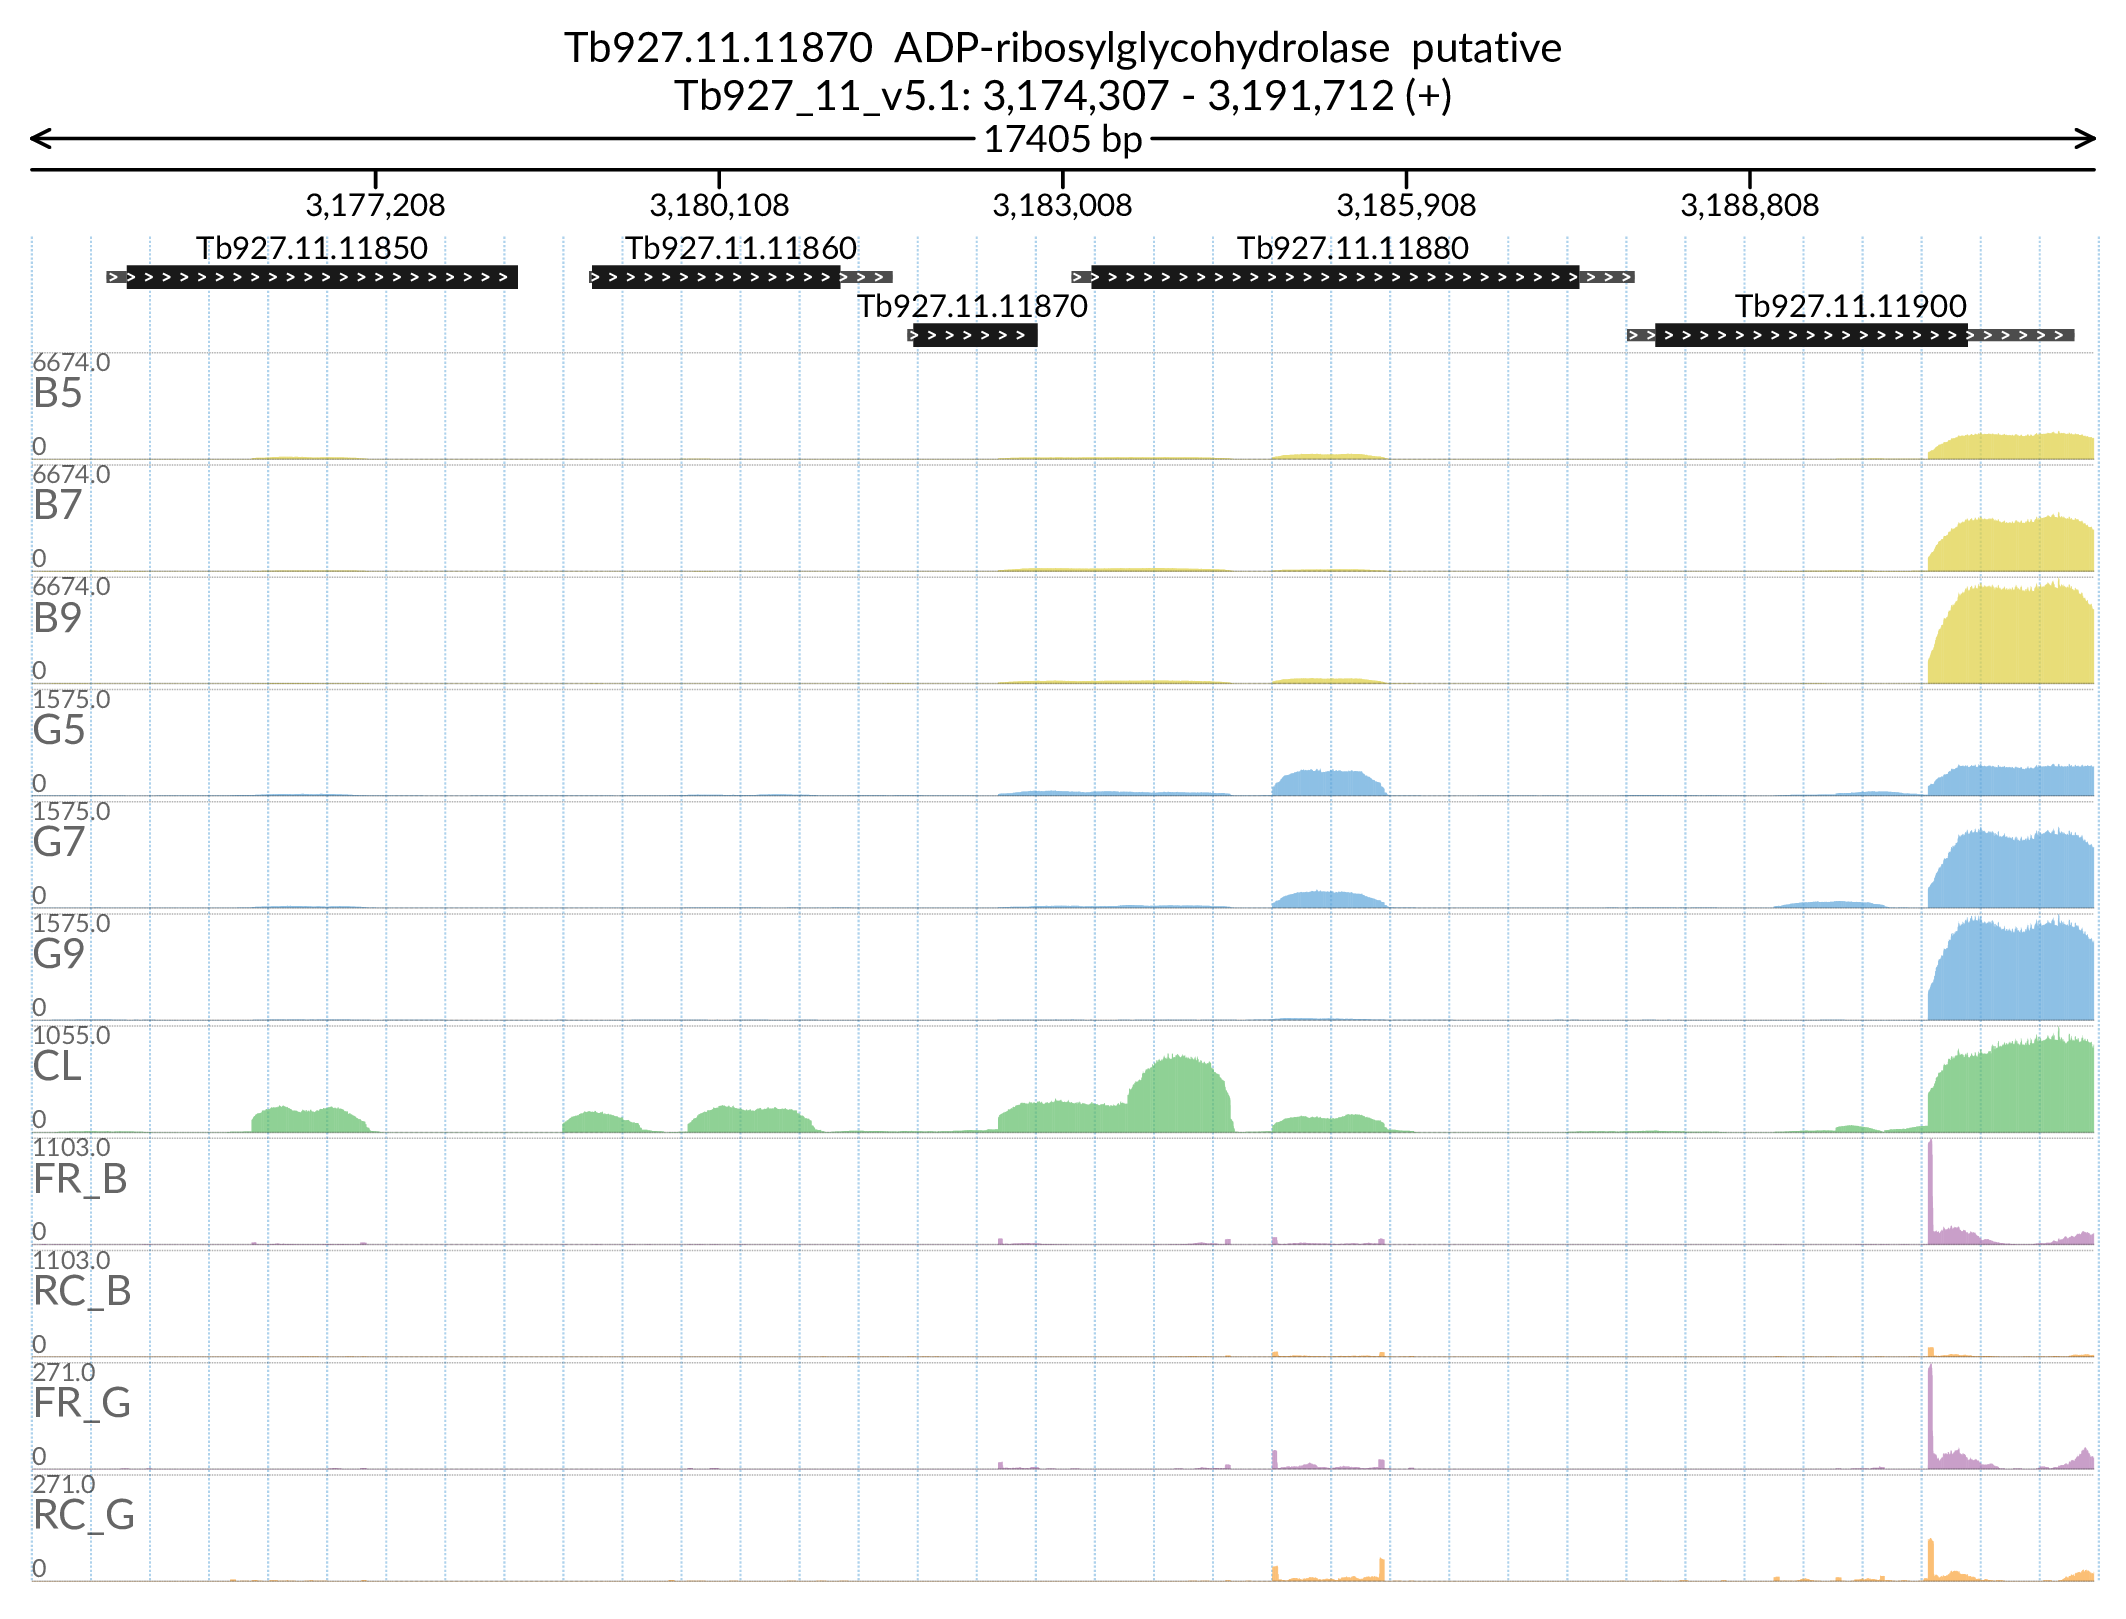 Tb927.11.11870 ADP-ribosylglycohydrolase putative
Tb927_11_v5.1: 3,174,307 - 3,191,712 (+)
17405 bp
3,177,208 3,180,108 3,183,008 3,185,908 3,188,808
Tb927.11.11850 Tb927.11.11860 Tb927.11.11880
Tb927.11.11870 Tb927.11.11900
6674.0
B5
0
6674.0
B7
0
6674.0
B9
0
1575.0
G5
0
1575.0
G7
0
1575.0
G9
0
1055.0
CL
0
1103.0
FR_B
0
1103.0
RC_B
0
271.0
FR_G
0
271.0
RC_G
0